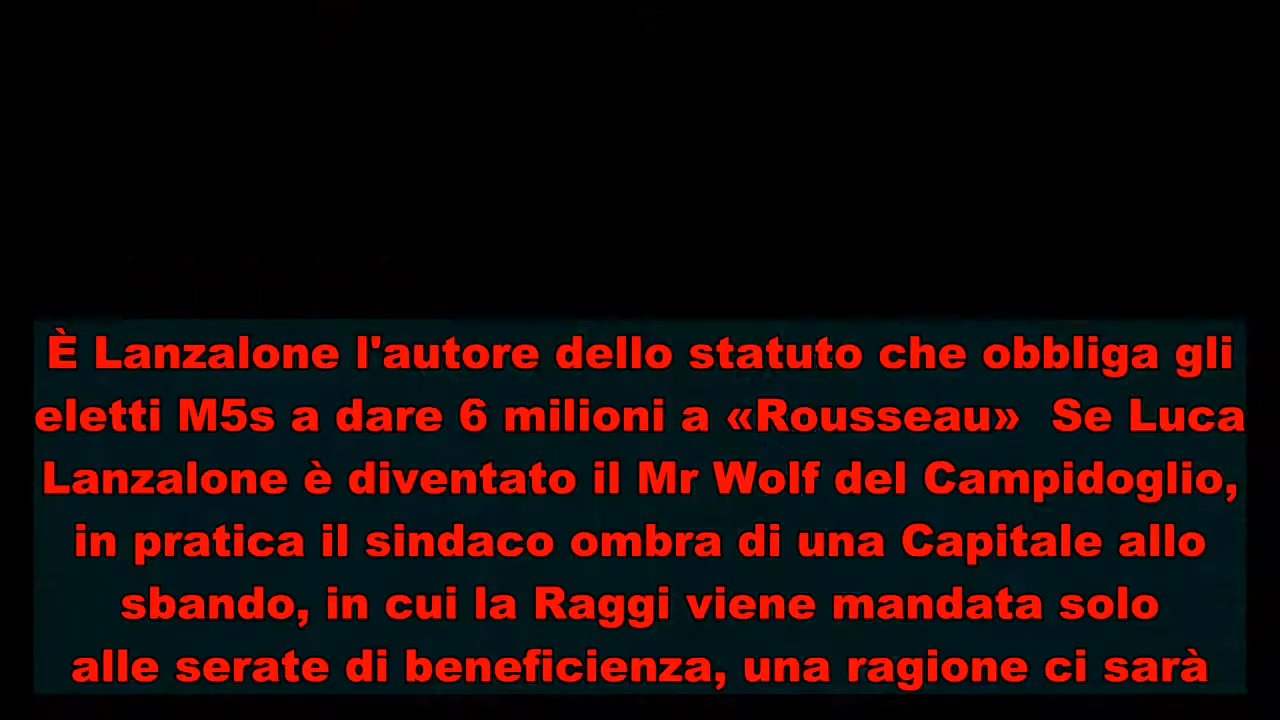 È Lanzalone l'autore dello statuto che obbliga gli
eletti M5s a dare 6 milioni a «Rousseau»  Se Luca
Lanzalone è diventato il Mr Wolf del Campidoglio,
in pratica il sindaco ombra di una Capitale allo
sbando, in cui la Raggi viene mandata solo
alle serate di beneficienza, una ragione ci sarà